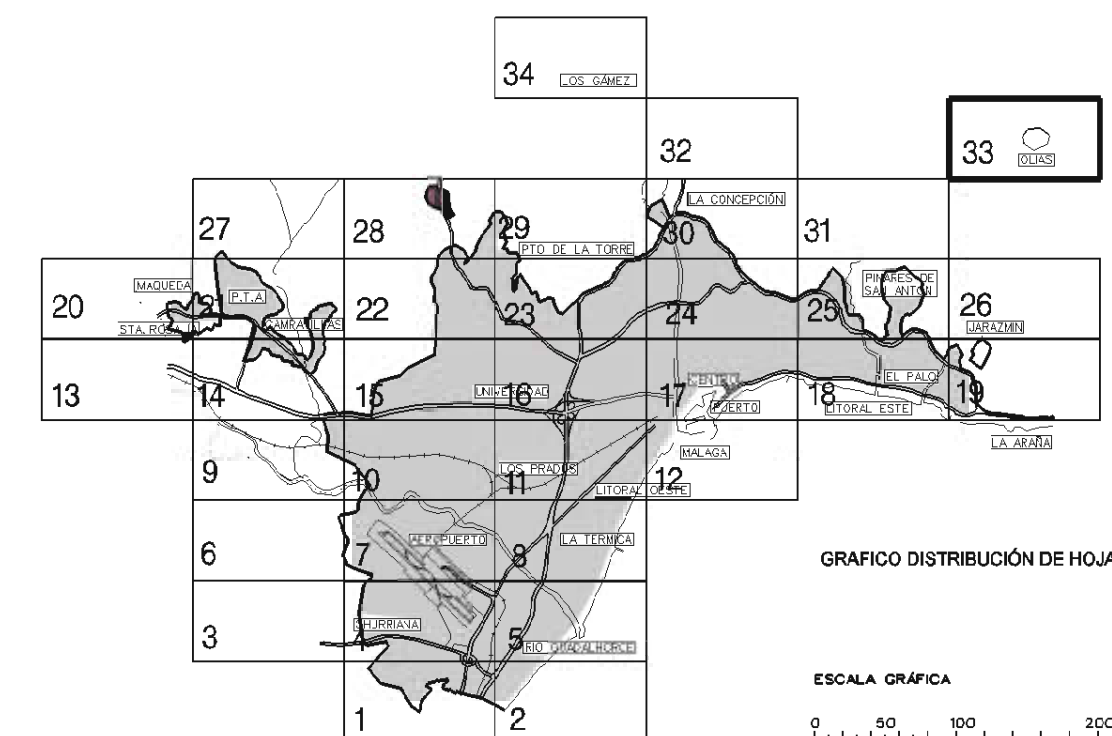 34
LOS GÁMEZ
32
33
OLIAS
LA CONCEPCIÓN
27
28
29
30
31
PTO DE LA TORRE
MAQUEDA
P.T.A.
PINARES DE
SAN ANTON
20
21
CAMPANILLAS
22
23
24
25
26
STA. ROSALIA
JARAZMIN
13
14
15
UNIVERSIDAD
16
17
CENTRO
PUERTO
18
EL PALO
19
LITORAL ESTE
LA ARAÑA
MALAGA
9
10
LOS PRADOS
11
LITORAL OESTE
12
6
7
AEROPUERTO
8
LA TERMICA
GRAFICO DISTRIBUCIÓN DE HOJA
3
CHURRIANA
5
RIO GUADALHORCE
ESCALA GRÁFICA
1
2
0 50 100 200